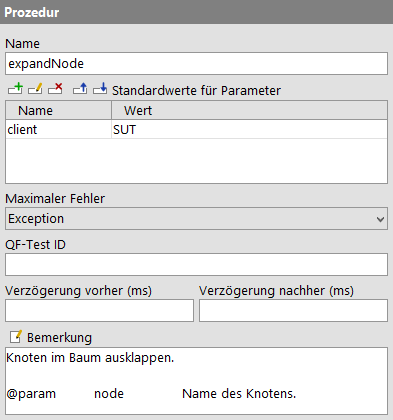 Prozedur
Name
expandNode
Standardwerte für Parameter
Name Wert
client SUT
Maximaler Fehler
Exception
QF-Test ID
Verzögerung vorher (ms) Verzögerung nachher (ms)
Bemerkung
Knoten im Baum ausklappen.
@param node Name des Knotens.